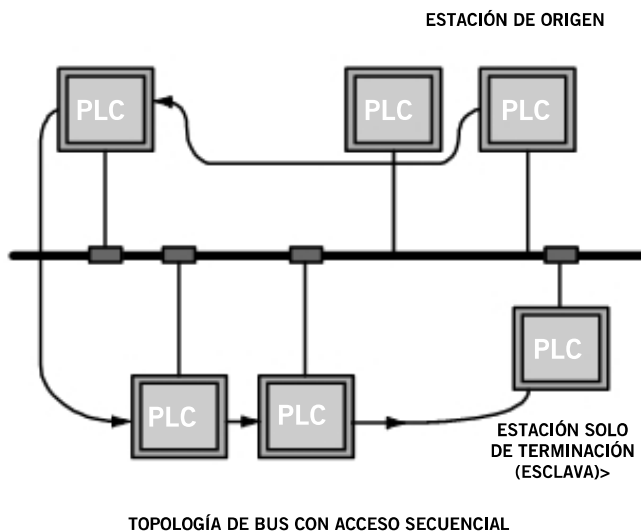 ESTACIÓN DE ORIGEN
PLC
PLC
PLC
PLC
PLC
PLC
ESTACIÓN SOLO
DE TERMINACIÓN
(ESCLAVA)>
TOPOLOGÍA DE BUS CON ACCESO SECUENCIAL